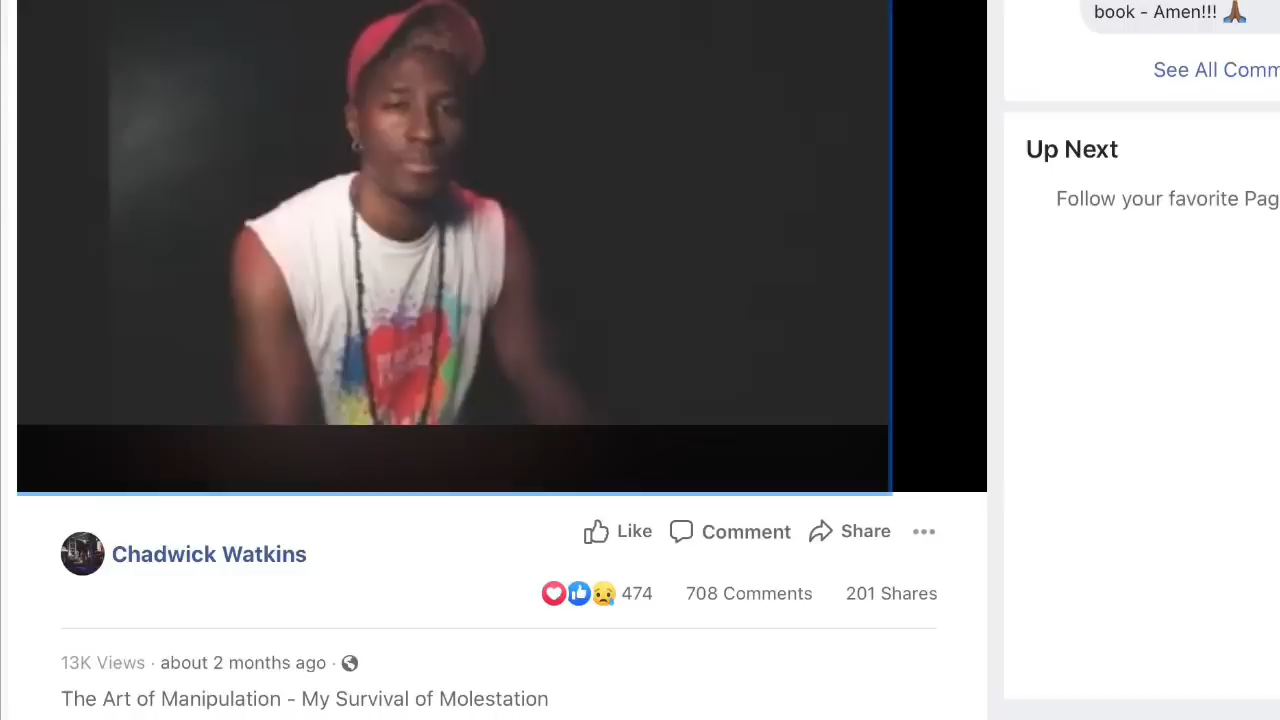 book - Amen!!! 🙏🏾
See All Comm
Up Next
Follow your favorite Pag
Like
Comment
Share
Chadwick Watkins
474
708 Comments
201 Shares
13K Views · about 2 months ago ·
The Art of Manipulation - My Survival of Molestation